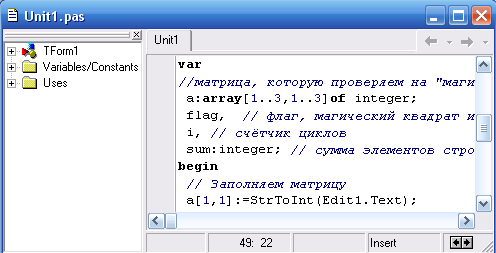 Unit1.pas
TForm1
Variables/Constants
Uses
Unit1
var
//матрица, которую проверяем на "маги
a:array[1..3,1..3]of integer;
flag, // флаг, магический квадрат и
i, // счётчик циклов
sum:integer; // сумма элементов стро
begin
// Заполняем матрицу
a[1,1]:=StrToInt(Edit1.Text);
49: 22
Insert